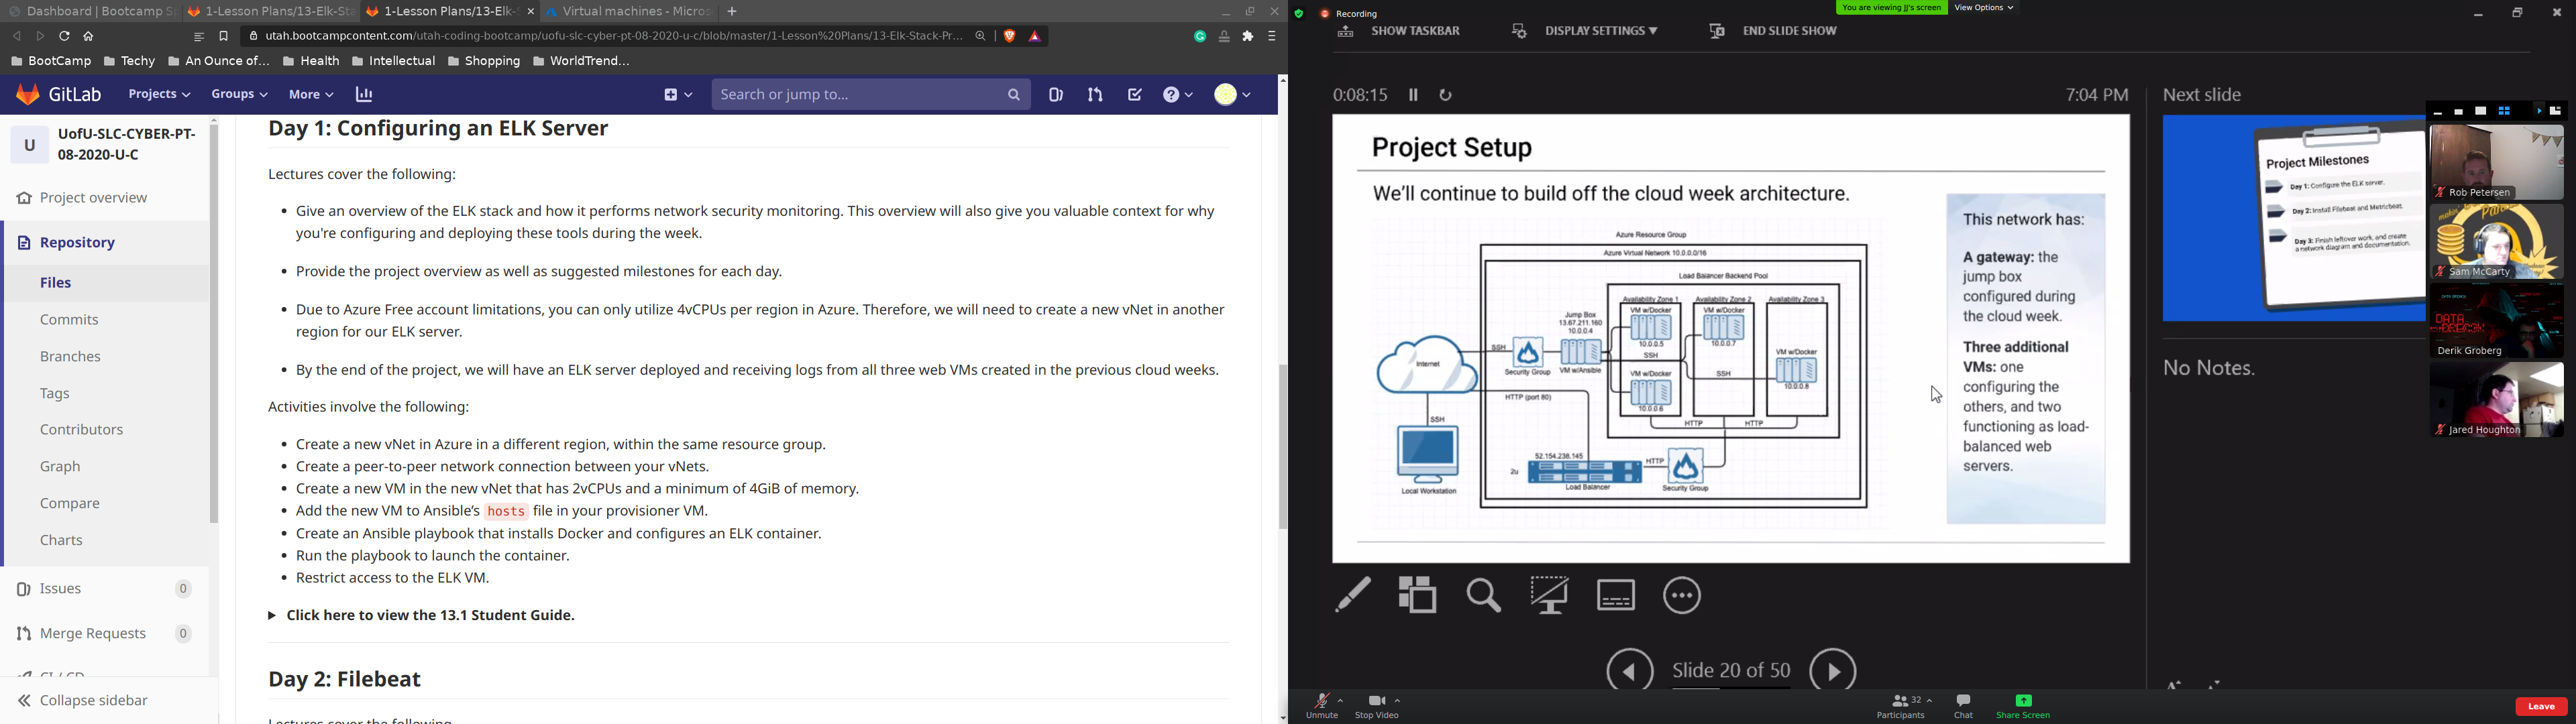 Dashboard | Bootcamp Sp
1-Lesson Plans/13-Elk-Sta
1-Lesson Plans/13-Elk-S
Virtual machines - Micros
utah.bootcampcontent.com/utah-coding-bootcamp/uofu-slc-cyber-pt-08-2020-u-c/blob/master/1-Lesson%20Plans/13-Elk-Stack-Pr...
BootCamp
Techy
An Ounce of...
Health
Intellectual
Shopping
WorldTrend...
GitLab
Projects
Groups
More
Search or jump to...
U
UofU-SLC-CYBER-PT-
08-2020-U-C
Project overview
Repository
Files
Commits
Branches
Tags
Contributors
Graph
Compare
Charts
Issues 0
Merge Requests 0
CI / CD
Collapse sidebar
Day 1: Configuring an ELK Server
Lectures cover the following:
• Give an overview of the ELK stack and how it performs network security monitoring. This overview will also give you valuable context for why
you're configuring and deploying these tools during the week.
• Provide the project overview as well as suggested milestones for each day.
• Due to Azure Free account limitations, you can only utilize 4vCPUs per region in Azure. Therefore, we will need to create a new vNet in another
region for our ELK server.
• By the end of the project, we will have an ELK server deployed and receiving logs from all three web VMs created in the previous cloud weeks.
Activities involve the following:
• Create a new vNet in Azure in a different region, within the same resource group.
• Create a peer-to-peer network connection between your vNets.
• Create a new VM in the new vNet that has 2vCPUs and a minimum of 4GiB of memory.
• Add the new VM to Ansible's hosts file in your provisioner VM.
• Create an Ansible playbook that installs Docker and configures an ELK container.
• Run the playbook to launch the container.
• Restrict access to the ELK VM.
Click here to view the 13.1 Student Guide.
Day 2: Filebeat
Lectures cover the following
Recording
You are viewing JJ's screen
View Options
SHOW TASKBAR
DISPLAY SETTINGS ▼
END SLIDE SHOW
0:08:15
7:04 PM
Project Setup
We'll continue to build off the cloud week architecture.
Azure Resource Group
Azure Virtual Network 10.0.0.0/16
Load Balancer Backend Pool
Availability Zone 1
Availability Zone 2
Availability Zone 3
VM w/Docker
VM w/Docker
Jump Box
13.67.211.160
10.0.0.4
10.0.0.5
10.0.0.7
SSH
SSH
VM w/Docker
Internet
Security Group
VM w/Ansible
VM w/Docker
SSH
10.0.0.8
HTTP (port 80)
10.0.0.6
SSH
HTTP
HTTP
52.154.238.145
HTTP
2u
Load Balancer
Security Group
Local Workstation
This network has:
A gateway: the
jump box
configured during
the cloud week.
Three additional
VMs: one
configuring the
others, and two
functioning as load-
balanced web
servers.
Slide 20 of 50
Next slide
Project Milestones
Day 1: Configure the ELK server.
Day 2: Install Filebeat and Metricbeat.
Day 3: Finish leftover work, and create
a network diagram and documentation.
No Notes.
Rob Petersen
Sam McCarty
DATA
Derik Groberg
Jared Houghton
Unmute
Stop Video
Participants
32
Chat
Share Screen
Leave